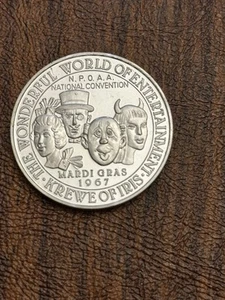 THE WONDERFUL WORLD OF ENTERTAINMENT
N.P.O.A.A.
NATIONAL CONVENTION
MARDI GRAS
1967
KREWE OF IRIS